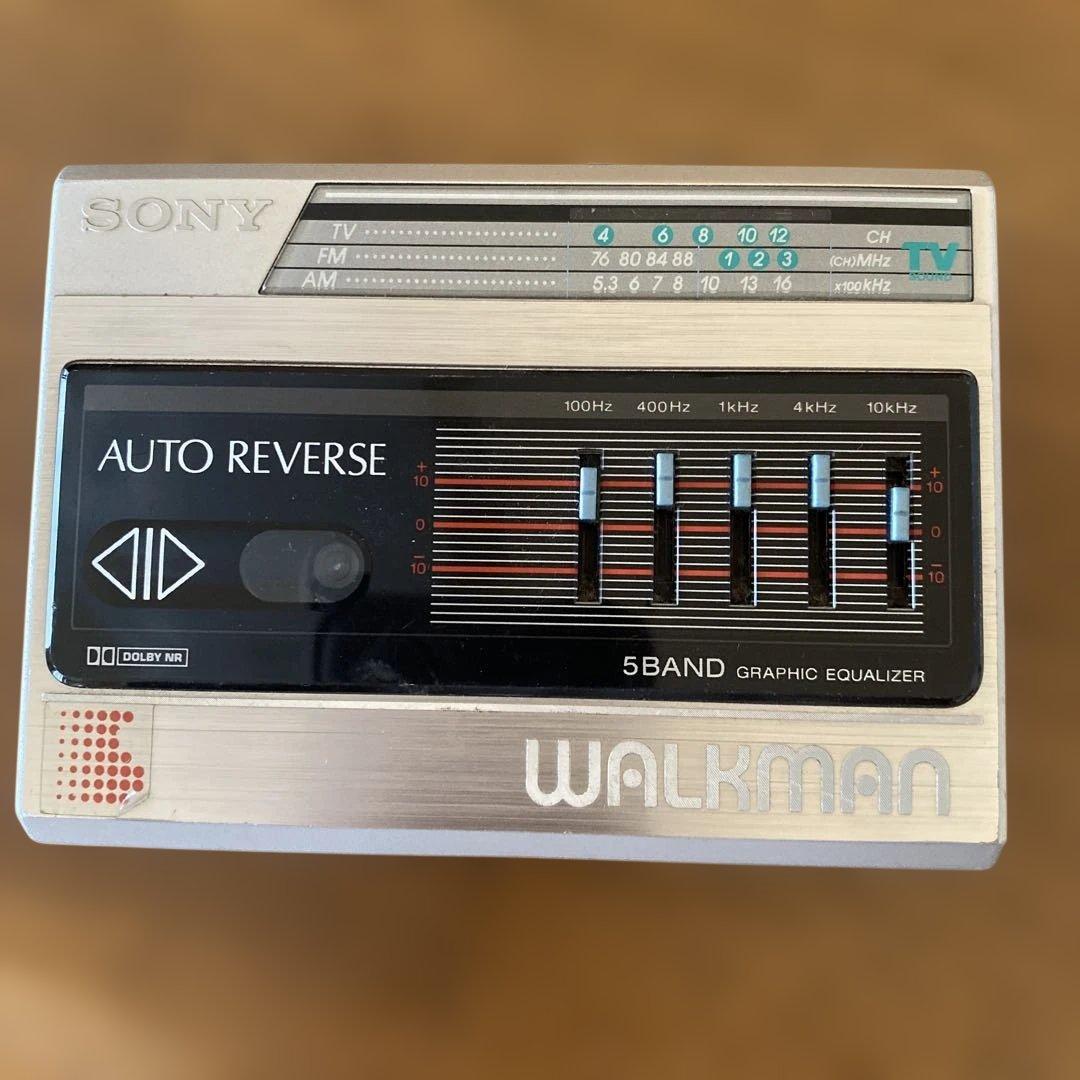 SONY
TV 4 6 8 10 12 CH
FM 76 80 84 88 1 2 3 (CH)MHz
AM 5.3 6 7 8 10 13 16 x100kHz
TV
SOUND
100Hz 400Hz 1kHz 4kHz 10kHz
AUTO REVERSE
+ +
10 10
0 0
− −
10 10
DOLBY NR
5BAND GRAPHIC EQUALIZER
WALKMAN